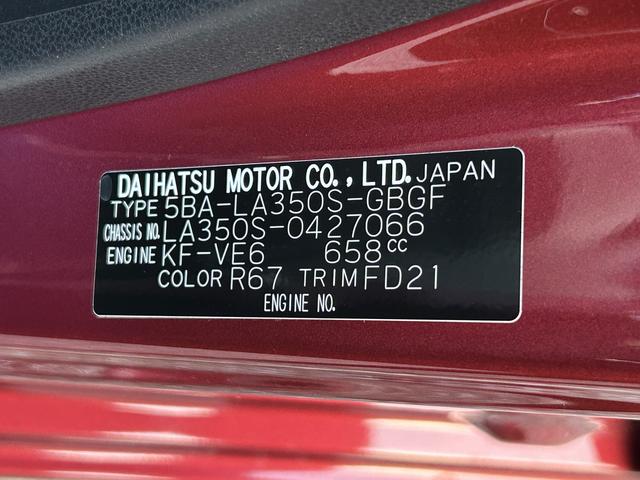 DAIHATSU MOTOR CO., LTD. JAPAN
TYPE 5BA-LA350S-GBGF
CHASSIS NO. LA350S-0427066
ENGINE KF-VE6 658cc
COLOR R67 TRIM FD21
ENGINE NO.